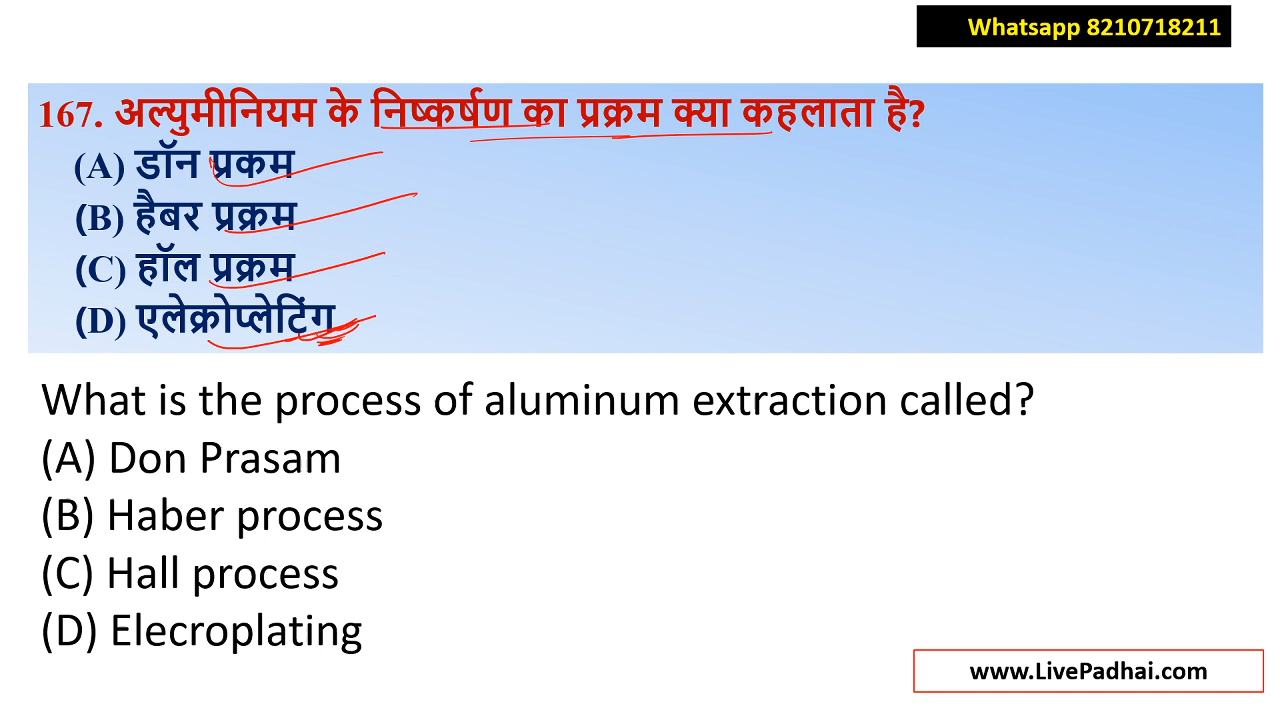 Whatsapp 8210718211
167. अल्युमीनियम के निष्कर्षण का प्रक्रम क्या कहलाता है?
(A) डॉन प्रकम
(B) हैबर प्रक्रम
(C) हॉल प्रक्रम
(D) एलेक्रोप्लेटिंग
What is the process of aluminum extraction called?
(A) Don Prasam
(B) Haber process
(C) Hall process
(D) Elecroplating
www.LivePadhai.com